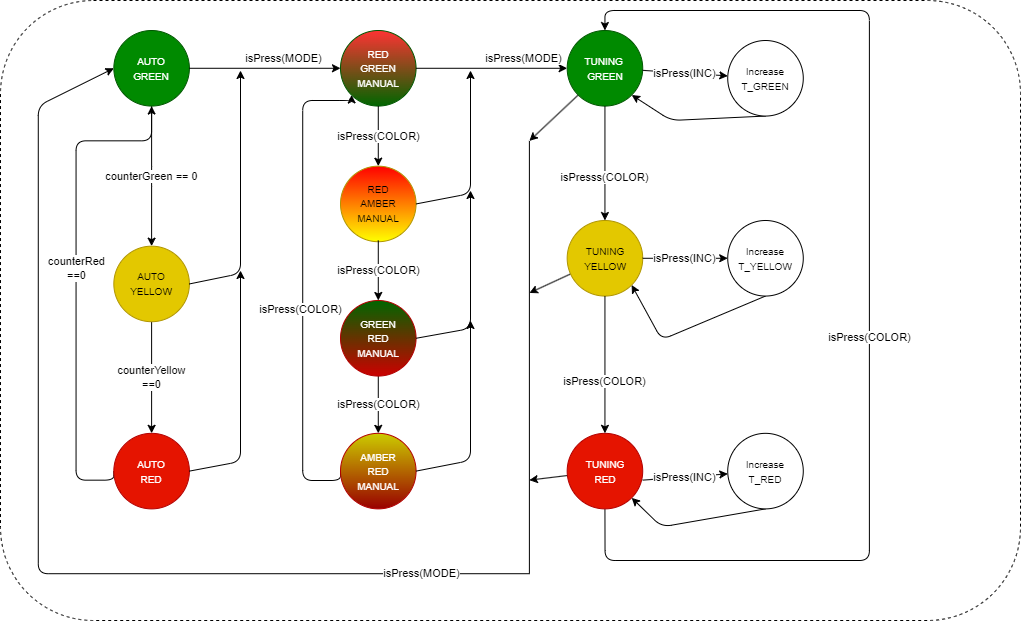 AUTO
GREEN
isPress(MODE)
RED
GREEN
MANUAL
isPress(MODE)
TUNING
GREEN
isPress(INC)
Increase
T_GREEN
isPress(COLOR)
counterGreen == 0
RED
AMBER
MANUAL
isPresss(COLOR)
counterRed
==0
AUTO
YELLOW
isPress(COLOR)
TUNING
YELLOW
isPress(INC)
Increase
T_YELLOW
isPress(COLOR)
GREEN
RED
MANUAL
isPress(COLOR)
counterYellow
==0
isPress(COLOR)
isPress(COLOR)
AUTO
RED
AMBER
RED
MANUAL
TUNING
RED
isPress(INC)
Increase
T_RED
isPress(MODE)